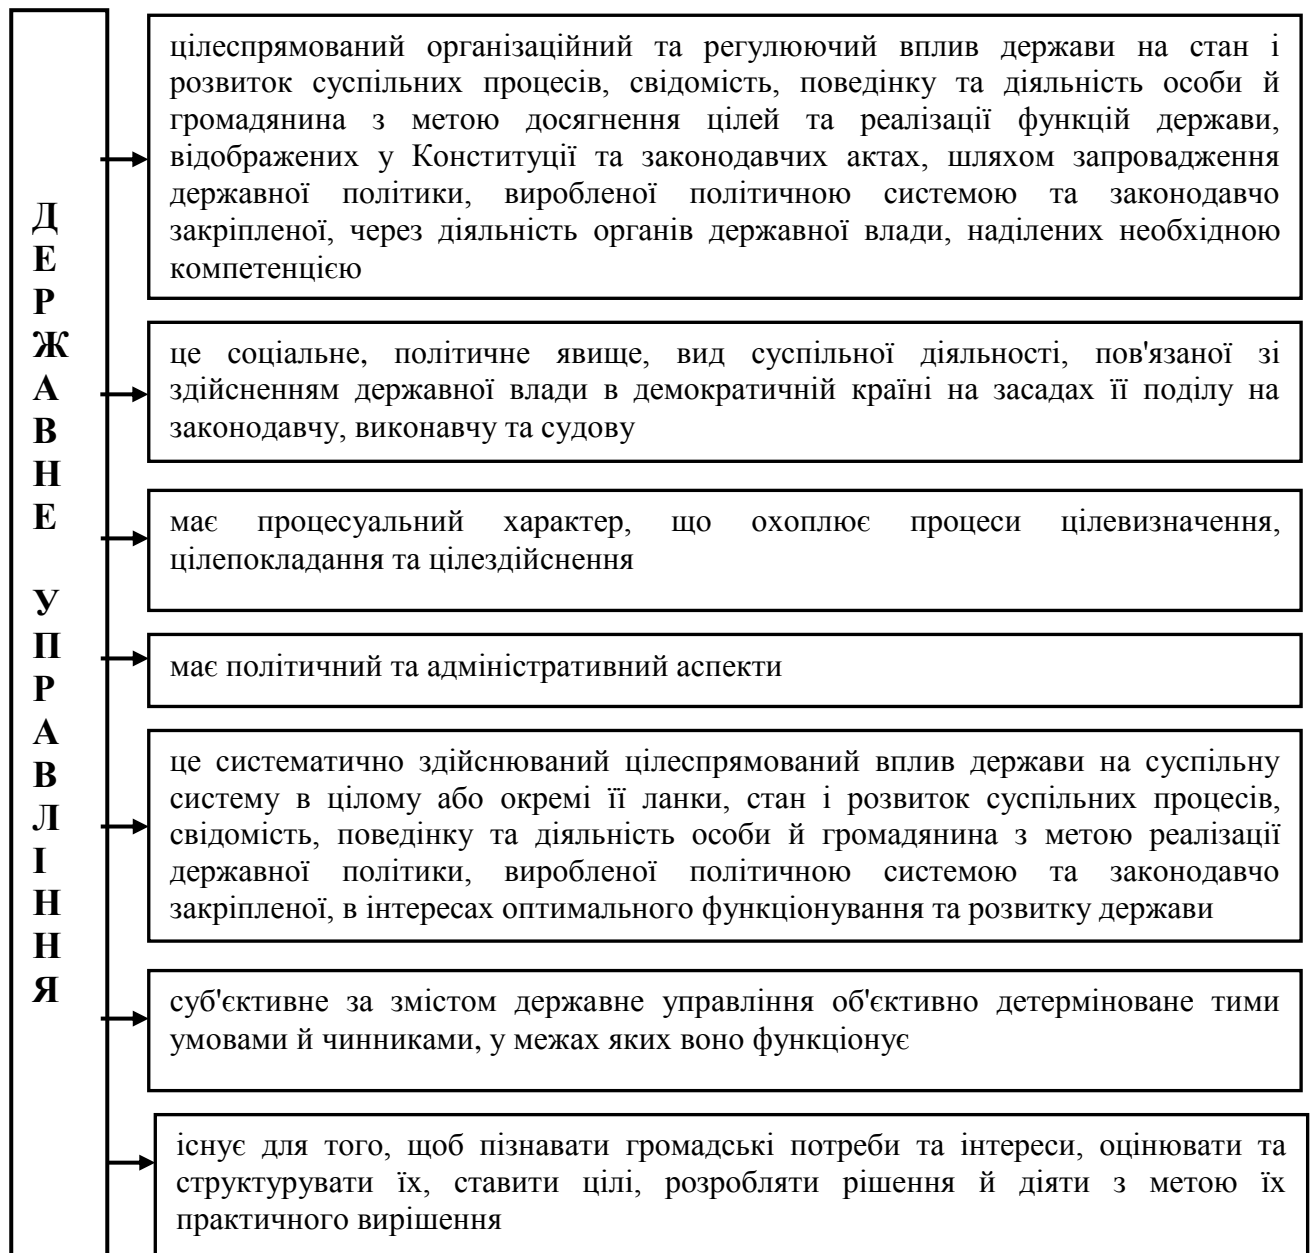 ДЕРЖАВНЕ УПРАВЛІННЯ
цілеспрямований організаційний та регулюючий вплив держави на стан і
розвиток суспільних процесів, свідомість, поведінку та діяльність особи й
громадянина з метою досягнення цілей та реалізації функцій держави,
відображених у Конституції та законодавчих актах, шляхом запровадження
державної політики, виробленої політичною системою та законодавчо
закріпленої, через діяльність органів державної влади, наділених необхідною
компетенцією
це соціальне, політичне явище, вид суспільної діяльності, пов'язаної зі
здійсненням державної влади в демократичній країні на засадах її поділу на
законодавчу, виконавчу та судову
має процесуальний характер, що охоплює процеси цілевизначення,
цілепокладання та цілездійснення
має політичний та адміністративний аспекти
це систематично здійснюваний цілеспрямований вплив держави на суспільну
систему в цілому або окремі її ланки, стан і розвиток суспільних процесів,
свідомість, поведінку та діяльність особи й громадянина з метою реалізації
державної політики, виробленої політичною системою та законодавчо
закріпленої, в інтересах оптимального функціонування та розвитку держави
суб'єктивне за змістом державне управління об'єктивно детерміноване тими
умовами й чинниками, у межах яких воно функціонує
існує для того, щоб пізнавати громадські потреби та інтереси, оцінювати та
структурувати їх, ставити цілі, розробляти рішення й діяти з метою їх
практичного вирішення